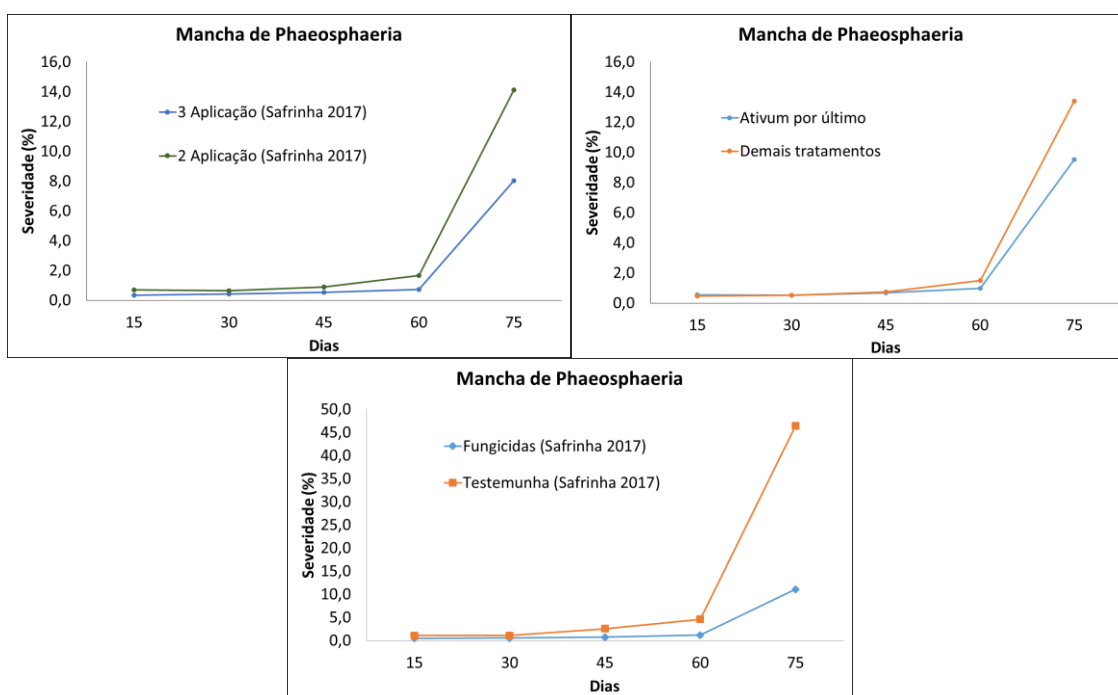 Mancha de Phaeosphaeria
16,0
14,0
12,0
10,0
8,0
6,0
4,0
2,0
0,0
Severidade (%)
3 Aplicação (Safrinha 2017)
2 Aplicação (Safrinha 2017)
15 30 45 60 75
Dias
Mancha de Phaeosphaeria
16,0
14,0
12,0
10,0
8,0
6,0
4,0
2,0
0,0
Severidade (%)
Ativum por último
Demais tratamentos
15 30 45 60 75
Dias
Mancha de Phaeosphaeria
50,0
45,0
40,0
35,0
30,0
25,0
20,0
15,0
10,0
5,0
0,0
Severidade (%)
Fungicidas (Safrinha 2017)
Testemunha (Safrinha 2017)
15 30 45 60 75
Dias